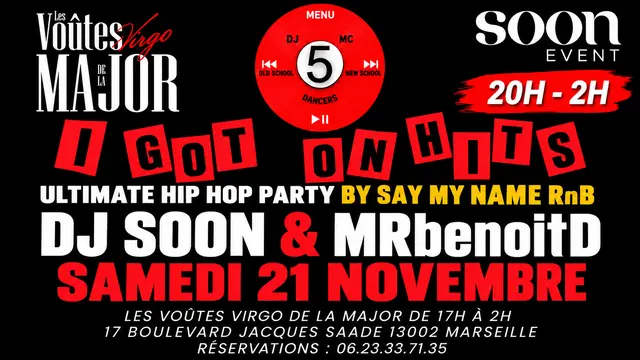 Les
Voûtes Virgo
DE LA
MAJOR
MENU
DJ
MC
5
OLD SCHOOL
NEW SCHOOL
DANCERS
SOON
EVENT
20H - 2H
I GOT 5 ON HITS
ULTIMATE HIP HOP PARTY BY SAY MY NAME RnB
DJ SOON & MRbenoitD
SAMEDI 21 NOVEMBRE
LES VOÛTES VIRGO DE LA MAJOR DE 17H À 2H
17 BOULEVARD JACQUES SAADE 13002 MARSEILLE
RÉSERVATIONS : 06.23.33.71.35